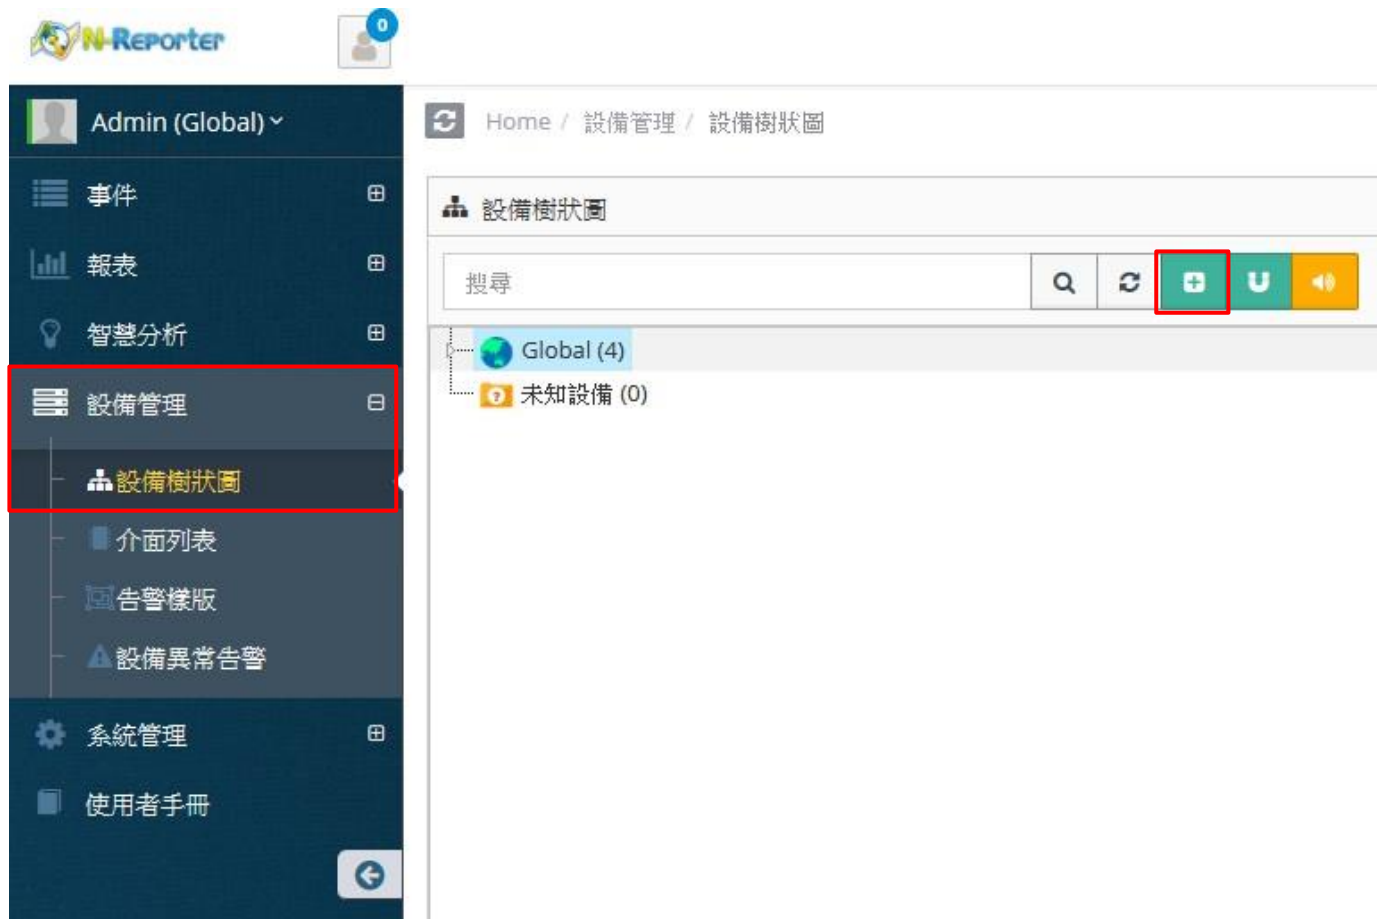 N-Reporter
0
Admin (Global)
Home / 設備管理 / 設備樹狀圖
事件
報表
智慧分析
設備管理
設備樹狀圖
介面列表
告警樣版
設備異常告警
系統管理
使用者手冊
設備樹狀圖
搜尋
Global (4)
未知設備 (0)